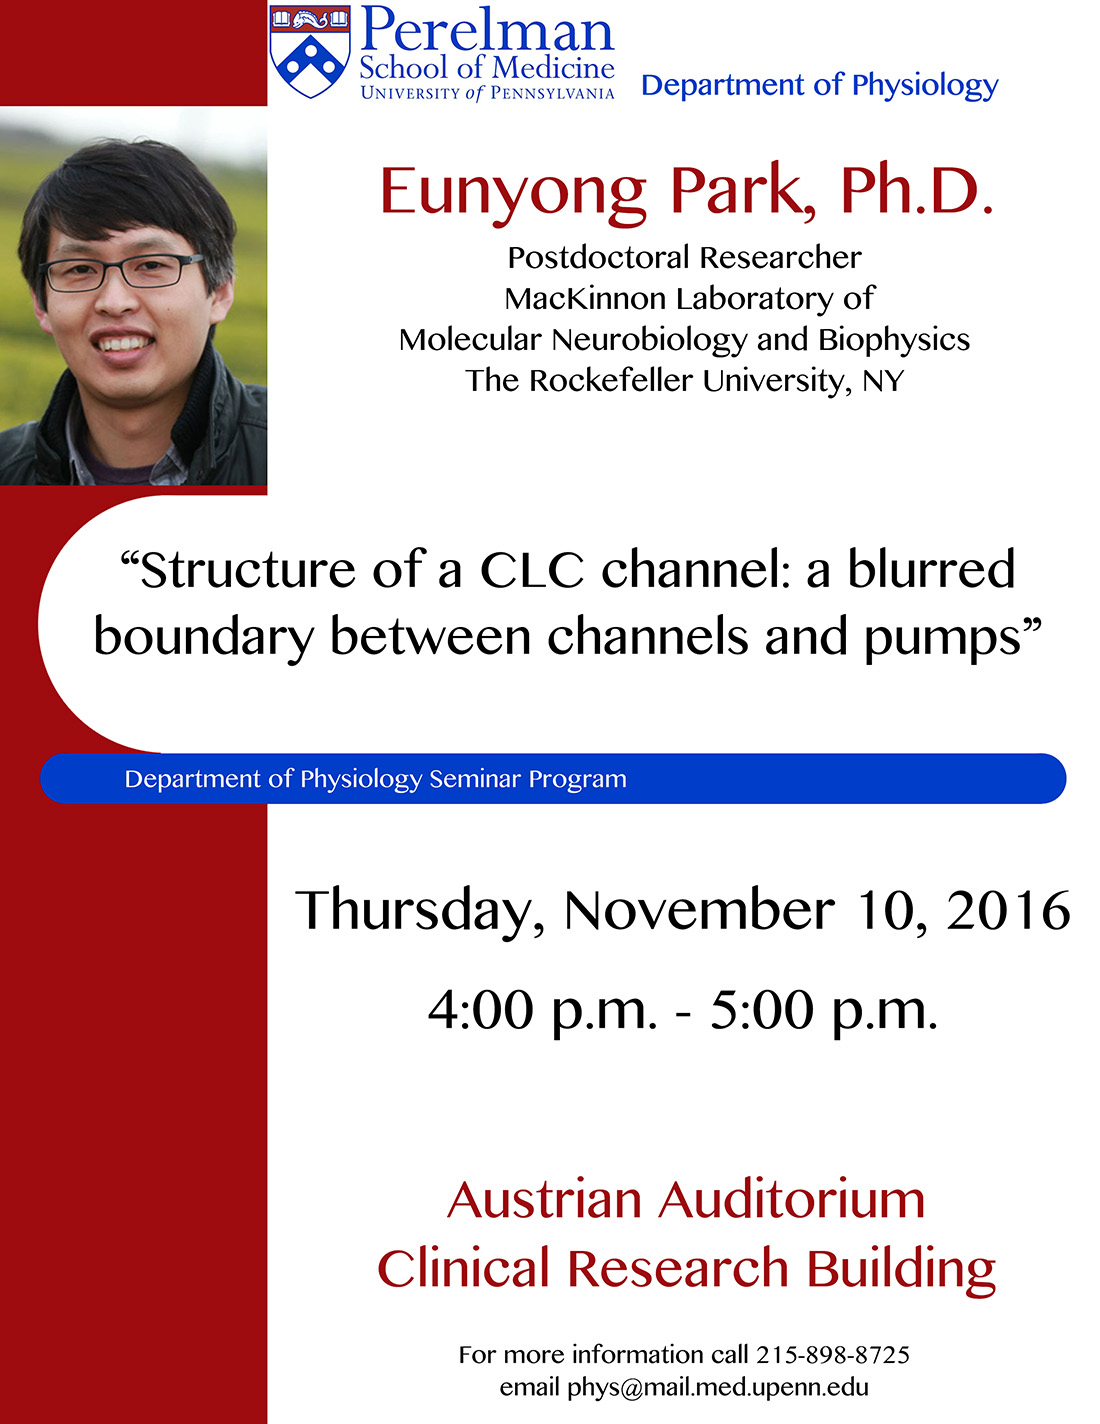 Perelman
School of Medicine
UNIVERSITY of PENNSYLVANIA
Department of Physiology
Eunyong Park, Ph.D.
Postdoctoral Researcher
MacKinnon Laboratory of
Molecular Neurobiology and Biophysics
The Rockefeller University, NY
“Structure of a CLC channel: a blurred
boundary between channels and pumps”
Department of Physiology Seminar Program
Thursday, November 10, 2016
4:00 p.m. - 5:00 p.m.
Austrian Auditorium
Clinical Research Building
For more information call 215-898-8725
email phys@mail.med.upenn.edu